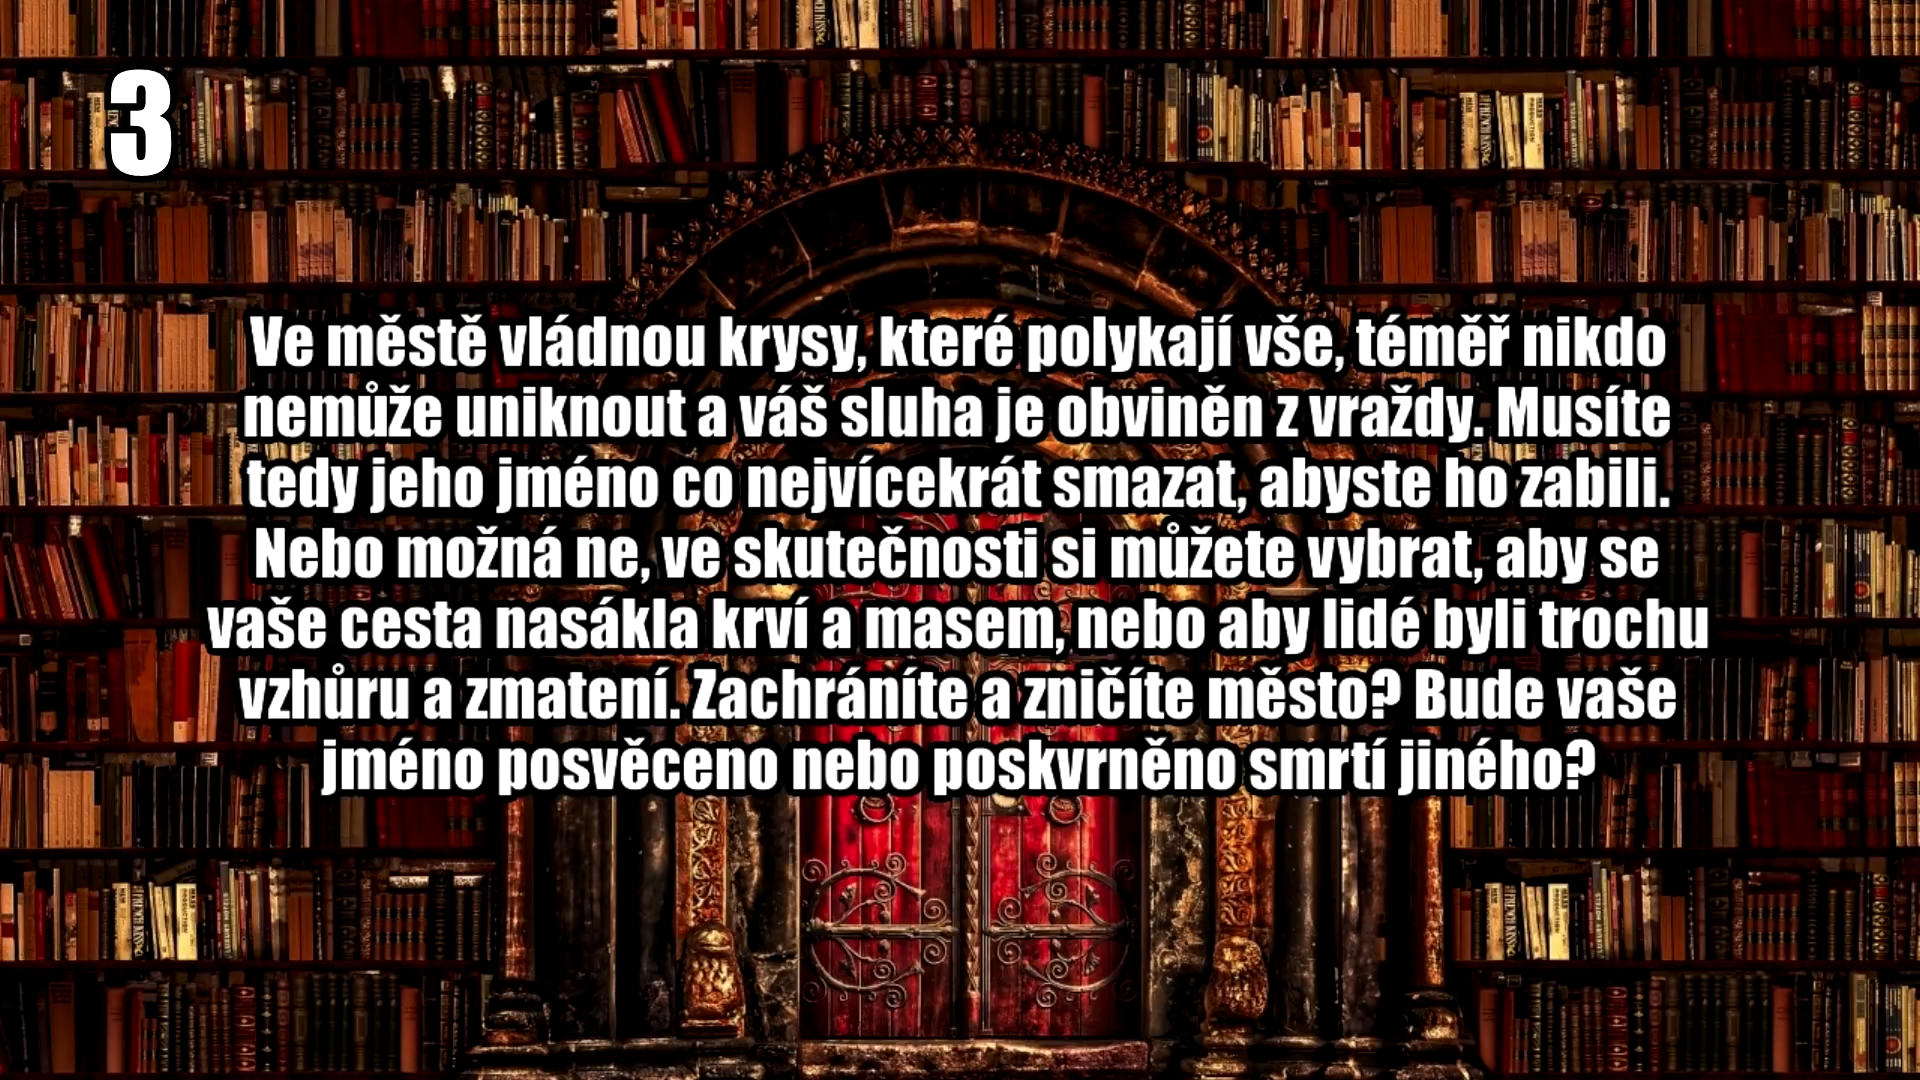 3
Ve městě vládnou krysy, které polykají vše, téměř nikdo
nemůže uniknout a váš sluha je obviněn z vraždy. Musíte
tedy jeho jméno co nejvícekrát smazat, abyste ho zabili.
Nebo možná ne, ve skutečnosti si můžete vybrat, aby se
vaše cesta nasákla krví a masem, nebo aby lidé byli trochu
vzhůru a zmatení. Zachráníte a zničíte město? Bude vaše
jméno posvěceno nebo poskvrněno smrtí jiného?